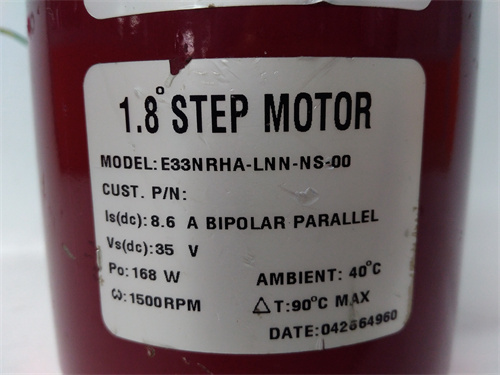 1.8° STEP MOTOR
MODEL: E33NRHA-LNN-NS-00
CUST. P/N:
Is(dc): 8.6 A BIPOLAR PARALLEL
Vs(dc): 35 V
Po: 168 W AMBIENT: 40°C
ω: 1500RPM △T: 90°C MAX
DATE: 042664960